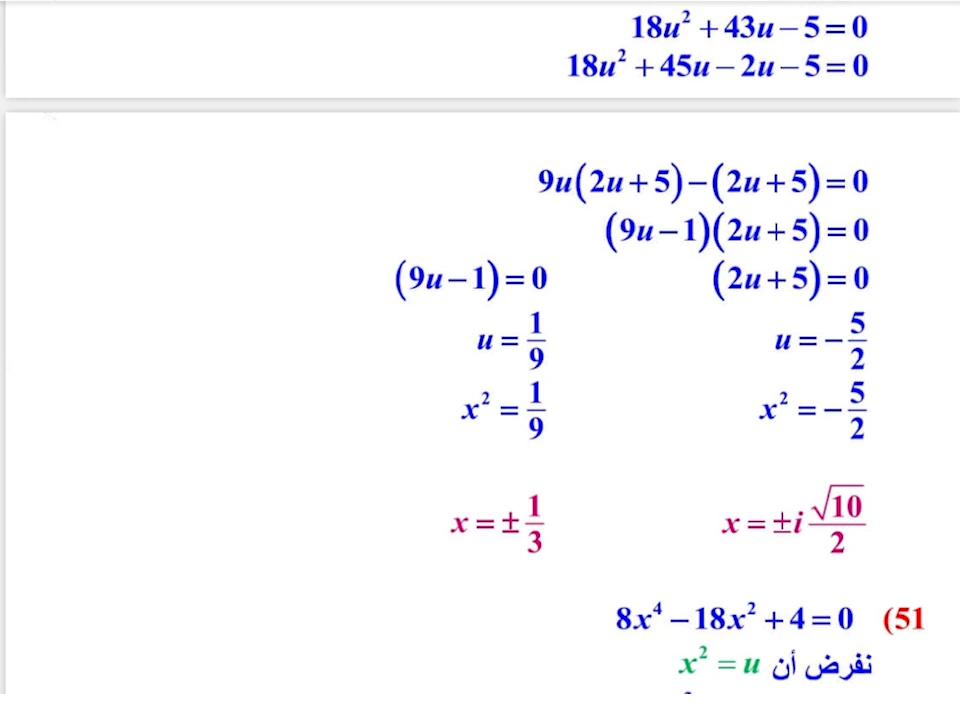 18u² + 43u − 5 = 0
18u² + 45u − 2u − 5 = 0
9u(2u + 5) − (2u + 5) = 0
(9u − 1)(2u + 5) = 0
(2u + 5) = 0 (9u − 1) = 0
u = −5/2 u = 1/9
x² = −5/2 x² = 1/9
x = ±i√10/2 x = ±1/3
(51 8x⁴ − 18x² + 4 = 0
نفرض أن x² = u